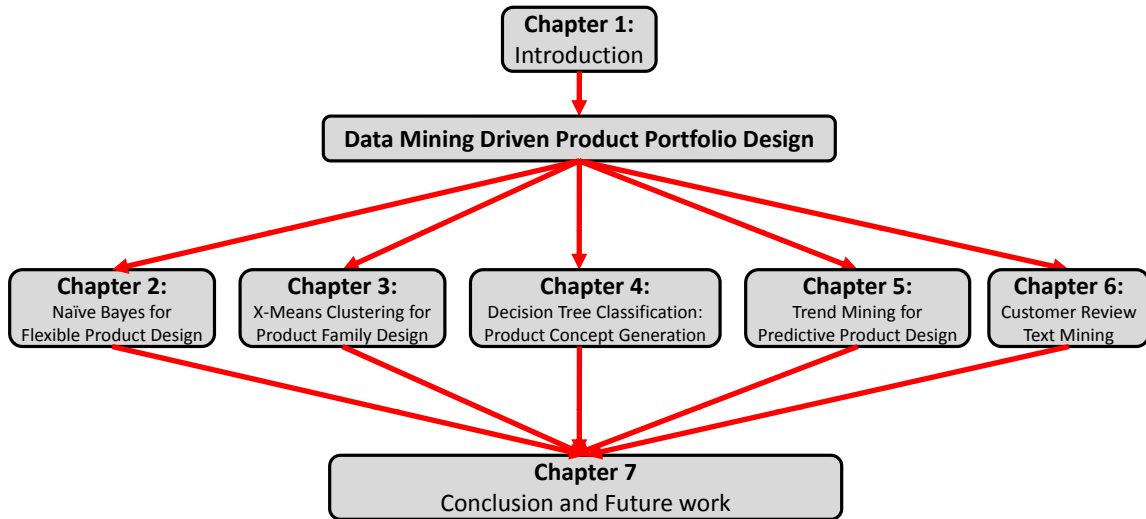 Chapter 1:
Introduction
Data Mining Driven Product Portfolio Design
Chapter 2:
Naïve Bayes for
Flexible Product Design
Chapter 3:
X-Means Clustering for
Product Family Design
Chapter 4:
Decision Tree Classification:
Product Concept Generation
Chapter 5:
Trend Mining for
Predictive Product Design
Chapter 6:
Customer Review
Text Mining
Chapter 7
Conclusion and Future work